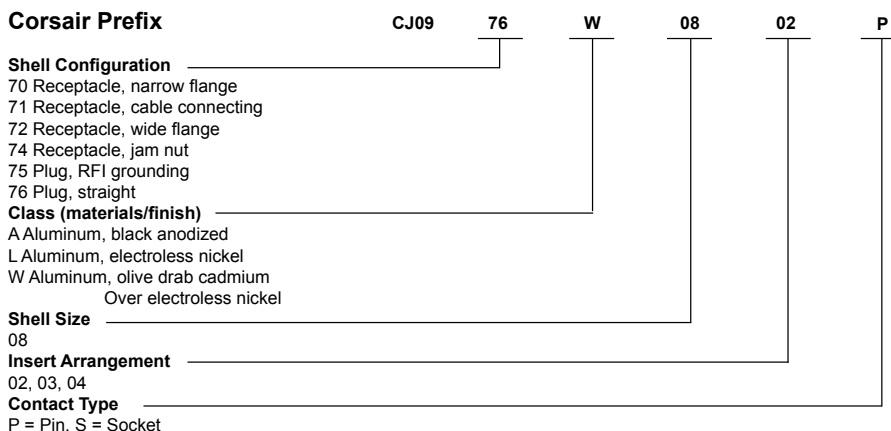 Corsair Prefix CJ09 76 W 08 02 P
Shell Configuration
70 Receptacle, narrow flange
71 Receptacle, cable connecting
72 Receptacle, wide flange
74 Receptacle, jam nut
75 Plug, RFI grounding
76 Plug, straight
Class (materials/finish)
A Aluminum, black anodized
L Aluminum, electroless nickel
W Aluminum, olive drab cadmium
Over electroless nickel
Shell Size
08
Insert Arrangement
02, 03, 04
Contact Type
P = Pin, S = Socket